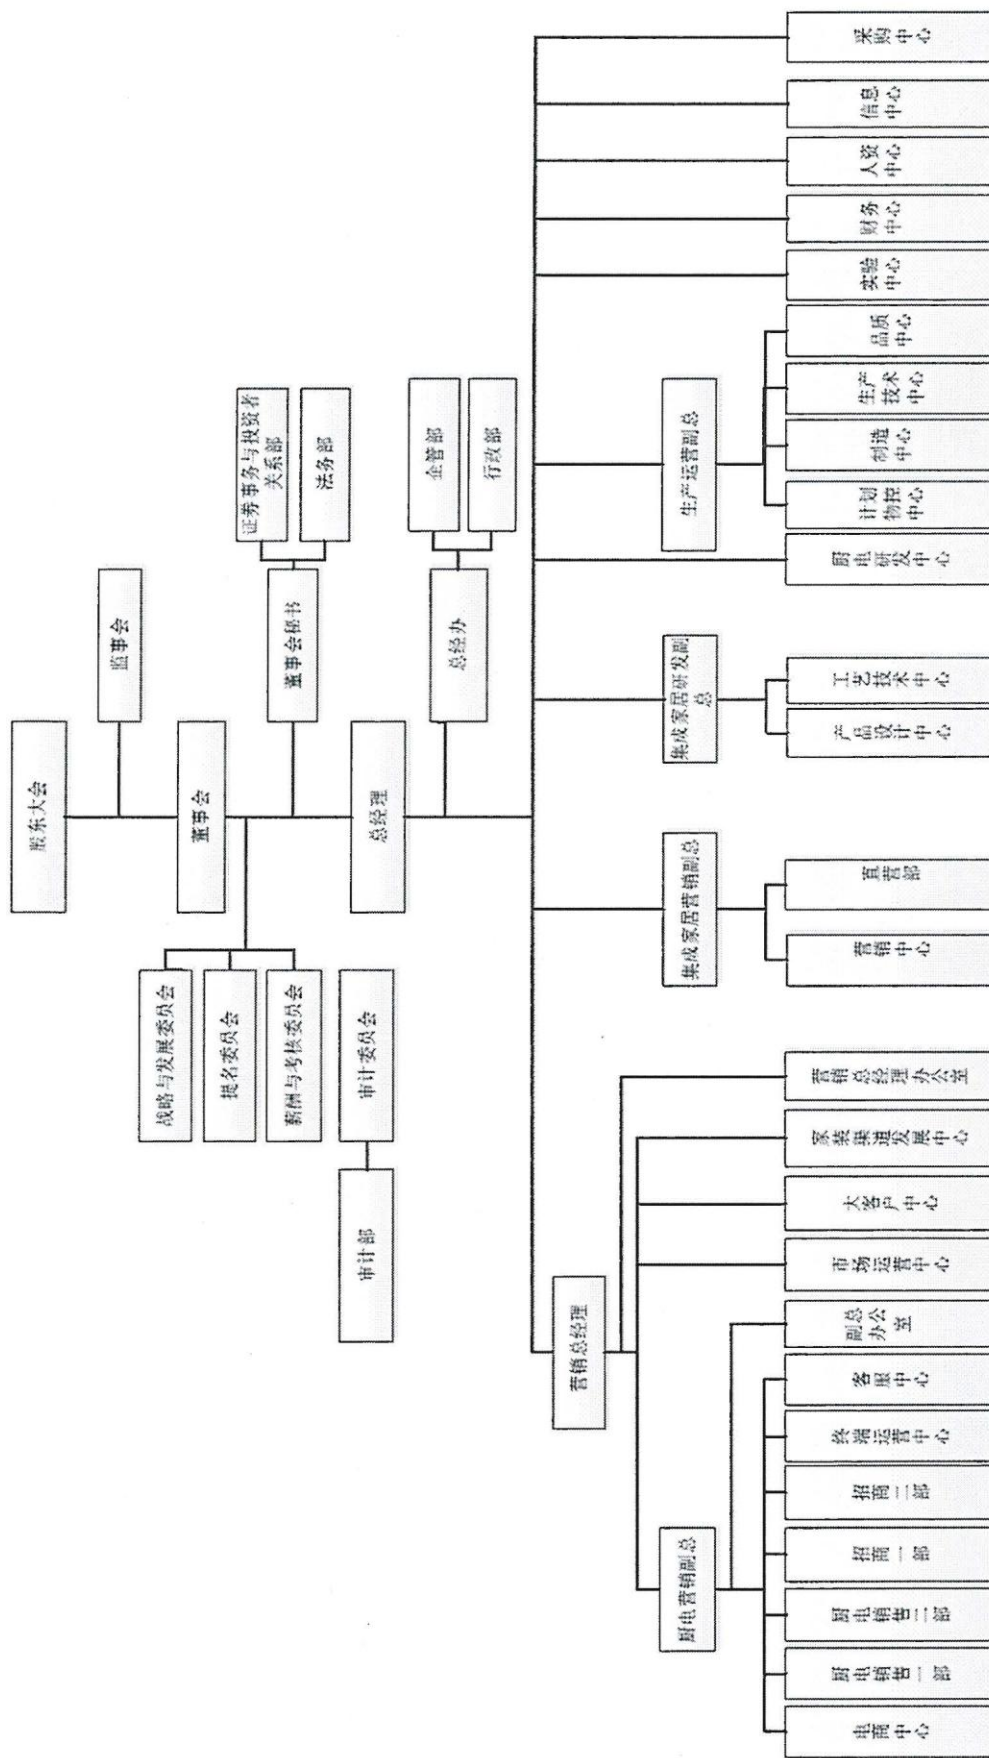 股东大会
监事会
董事会
战略与发展委员会
提名委员会
薪酬与考核委员会
审计委员会
审计部
董事会秘书
证券事务与投资者
关系部
法务部
总经理
总经办
企管部
行政部
营销总经理
厨电营销副总
集成家居营销副总
集成家居研发副
总
生产运营副总
电商中心
厨电销售一部
厨电销售二部
招商一部
招商二部
终端运营中心
客服中心
副总
办公
室
市场运营中心
大客户中心
家装渠道发展中心
营销总经理办公室
营销中心
直营部
产品设计中心
工艺技术中心
厨电研发中心
计划
物控
中心
制造
中心
生产
技术
中心
品质
中心
实验
中心
财务
中心
人资
中心
信息
中心
采购中心